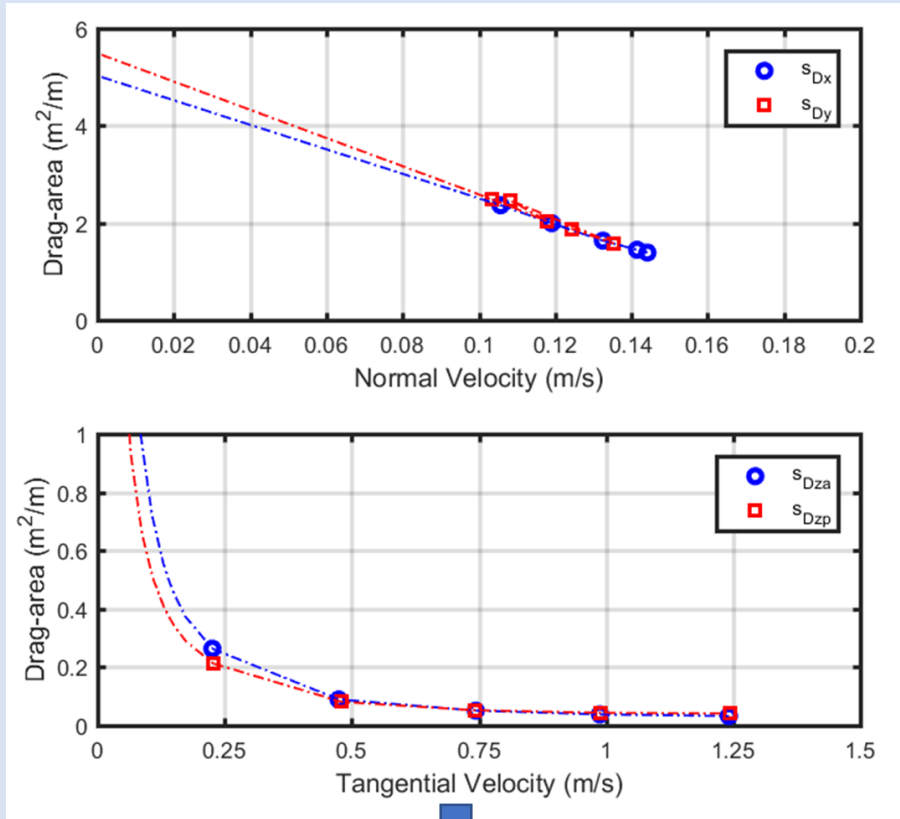 6
4
2
0
Drag-area (m²/m)
s_Dx
s_Dy
0 0.02 0.04 0.06 0.08 0.1 0.12 0.14 0.16 0.18 0.2
Normal Velocity (m/s)
1
0.8
0.6
0.4
0.2
0
Drag-area (m²/m)
s_Dza
s_Dzp
0 0.25 0.5 0.75 1 1.25 1.5
Tangential Velocity (m/s)